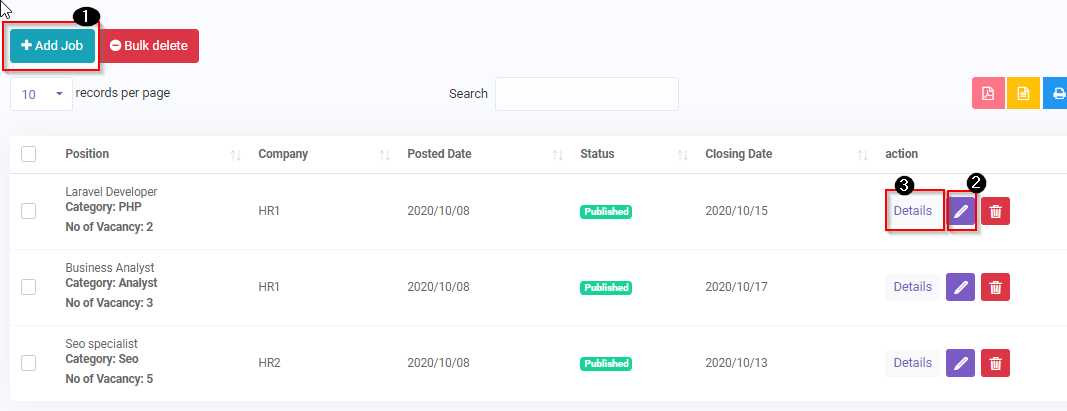 1
Add Job Bulk delete
10 records per page Search
Position Company Posted Date Status Closing Date action
3 2
Laravel Developer
Category: PHP
No of Vacancy: 2
HR1 2020/10/08 Published 2020/10/15 Details
Business Analyst
Category: Analyst
No of Vacancy: 3
HR1 2020/10/08 Published 2020/10/17 Details
Seo specialist
Category: Seo
No of Vacancy: 5
HR2 2020/10/08 Published 2020/10/13 Details